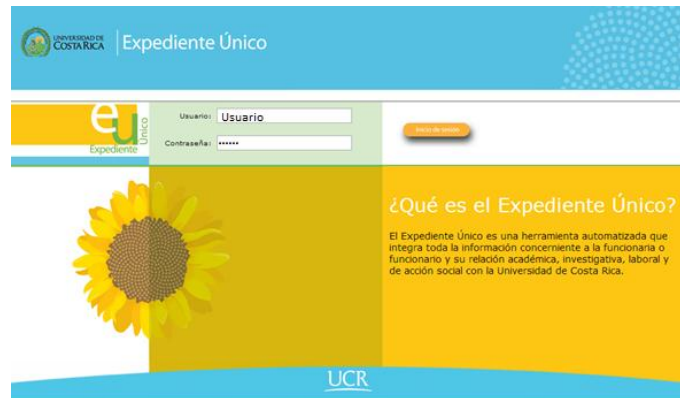 UNIVERSIDAD DE
COSTA RICA
Expediente Único
eu
Único
Expediente
Usuario: Usuario
Contraseña: ••••••
Inicio de sesión
¿Qué es el Expediente Único?
El Expediente Único es una herramienta automatizada que
integra toda la información concerniente a la funcionaria o
funcionario y su relación académica, investigativa, laboral y
de acción social con la Universidad de Costa Rica.
UCR